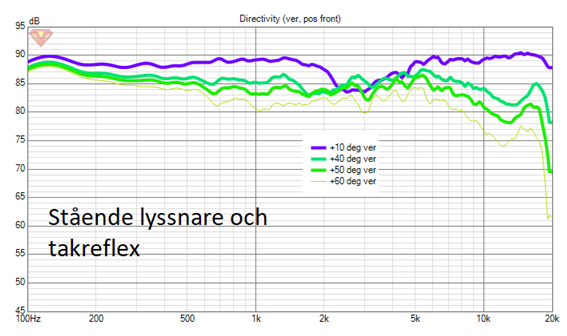 Directivity (ver, pos front)
95 dB
90
85
80
75
70
65
60
55
50
45
+10 deg ver
+40 deg ver
+50 deg ver
+60 deg ver
Stående lyssnare och
takreflex
100Hz 200 500 1k 2k 5k 10k 20k